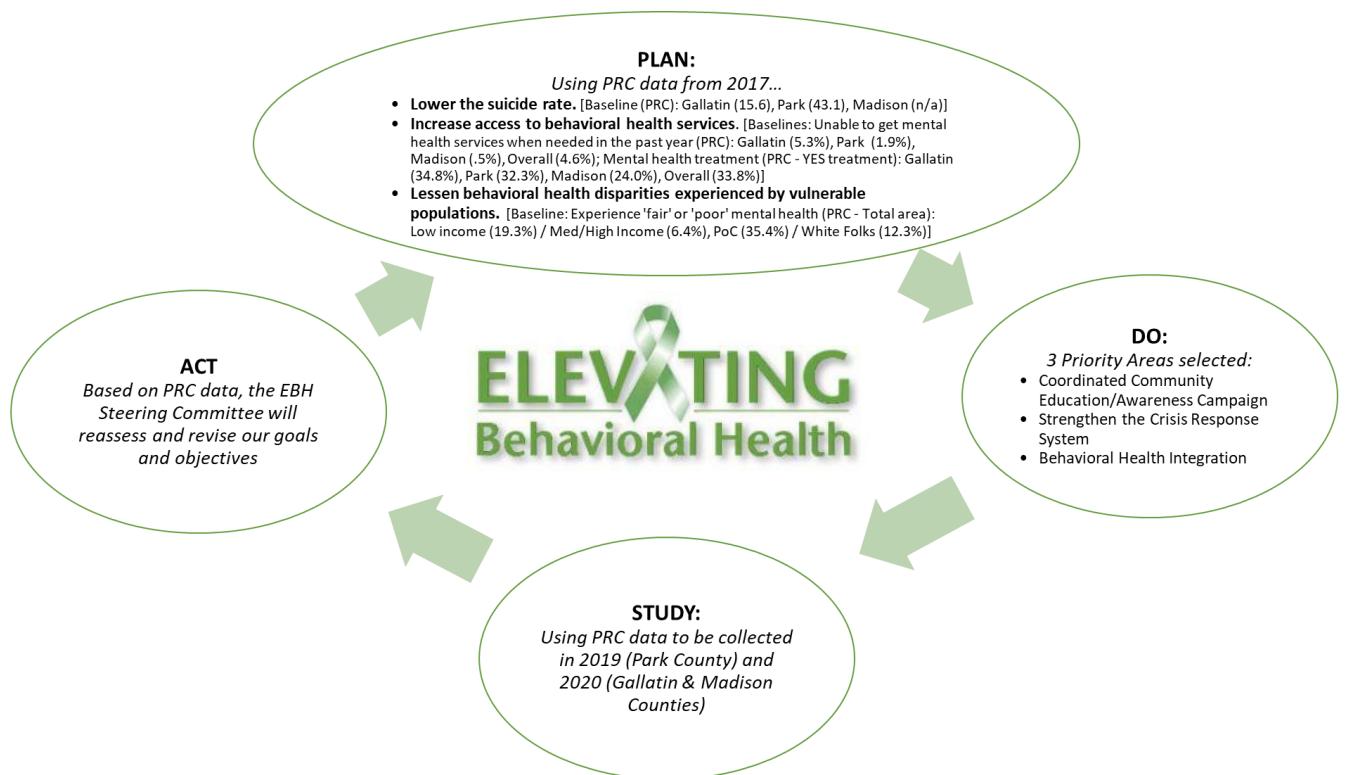 PLAN:
Using PRC data from 2017...
• Lower the suicide rate. [Baseline (PRC): Gallatin (15.6), Park (43.1), Madison (n/a)]
• Increase access to behavioral health services. [Baselines: Unable to get mental
health services when needed in the past year (PRC): Gallatin (5.3%), Park (1.9%),
Madison (.5%), Overall (4.6%); Mental health treatment (PRC - YES treatment): Gallatin
(34.8%), Park (32.3%), Madison (24.0%), Overall (33.8%)]
• Lessen behavioral health disparities experienced by vulnerable
populations. [Baseline: Experience 'fair' or 'poor' mental health (PRC - Total area):
Low income (19.3%) / Med/High Income (6.4%), PoC (35.4%) / White Folks (12.3%)]
DO:
3 Priority Areas selected:
• Coordinated Community
Education/Awareness Campaign
• Strengthen the Crisis Response
System
• Behavioral Health Integration
STUDY:
Using PRC data to be collected
in 2019 (Park County) and
2020 (Gallatin & Madison
Counties)
ACT
Based on PRC data, the EBH
Steering Committee will
reassess and revise our goals
and objectives
ELEVATING
Behavioral Health